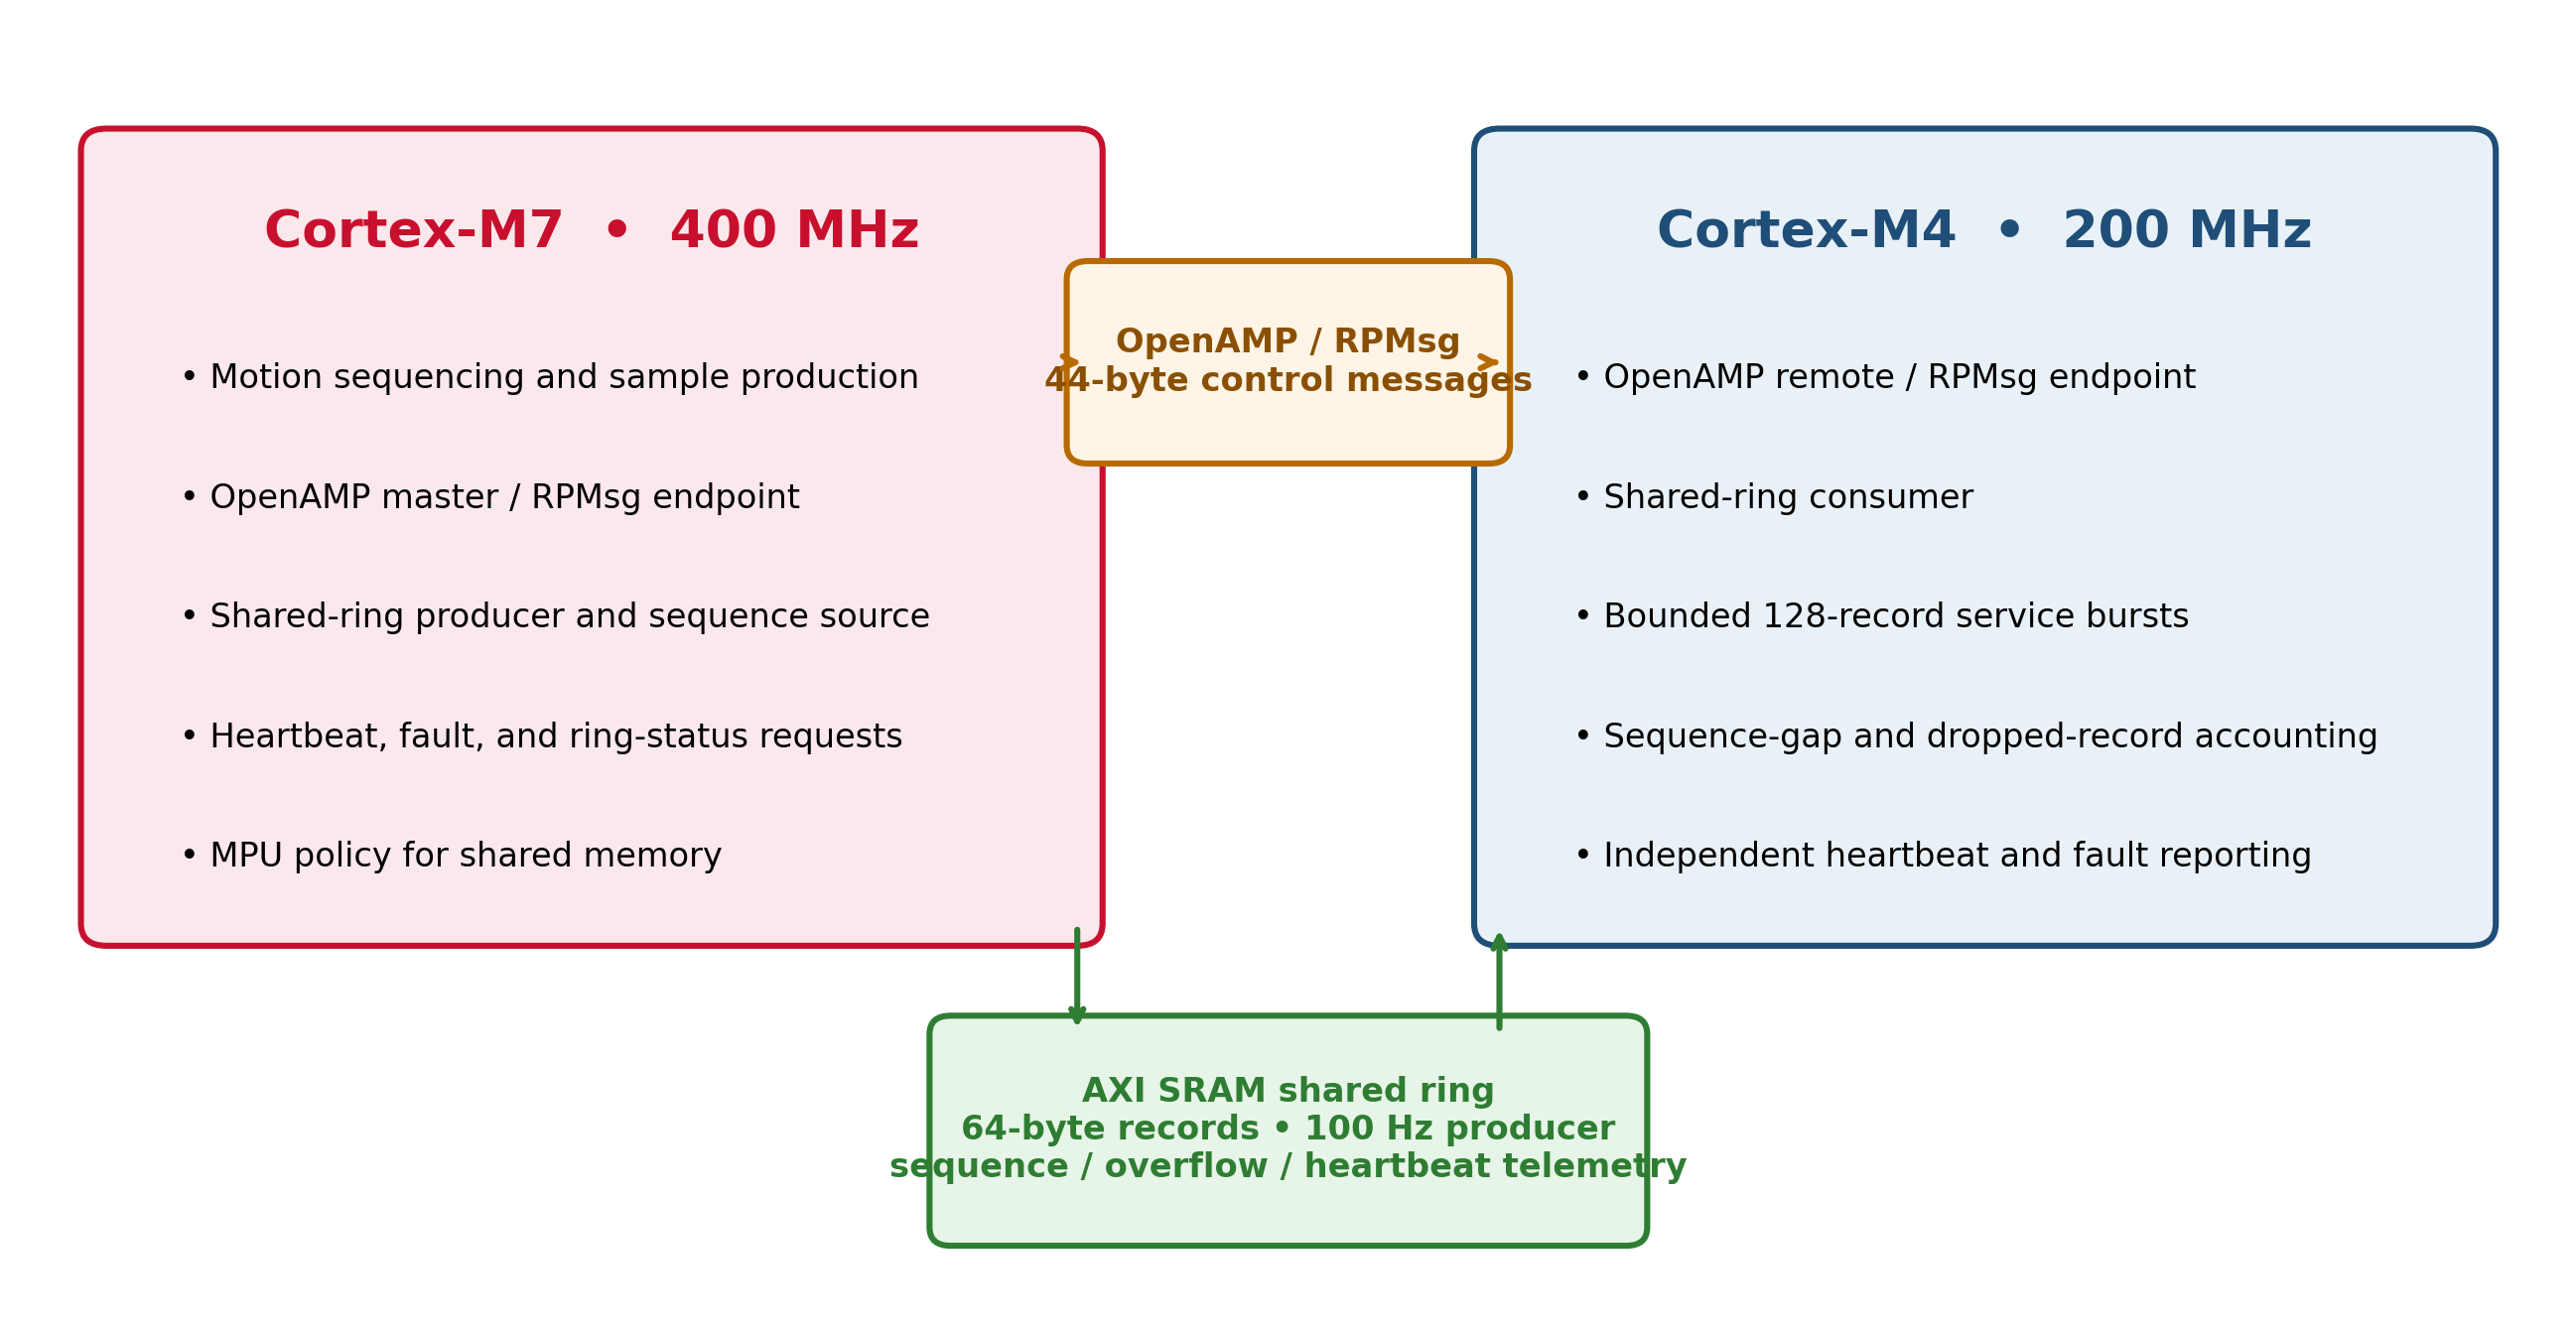 Cortex-M7 • 400 MHz
• Motion sequencing and sample production
• OpenAMP master / RPMsg endpoint
• Shared-ring producer and sequence source
• Heartbeat, fault, and ring-status requests
• MPU policy for shared memory
OpenAMP / RPMsg
44-byte control messages
Cortex-M4 • 200 MHz
• OpenAMP remote / RPMsg endpoint
• Shared-ring consumer
• Bounded 128-record service bursts
• Sequence-gap and dropped-record accounting
• Independent heartbeat and fault reporting
AXI SRAM shared ring
64-byte records • 100 Hz producer
sequence / overflow / heartbeat telemetry